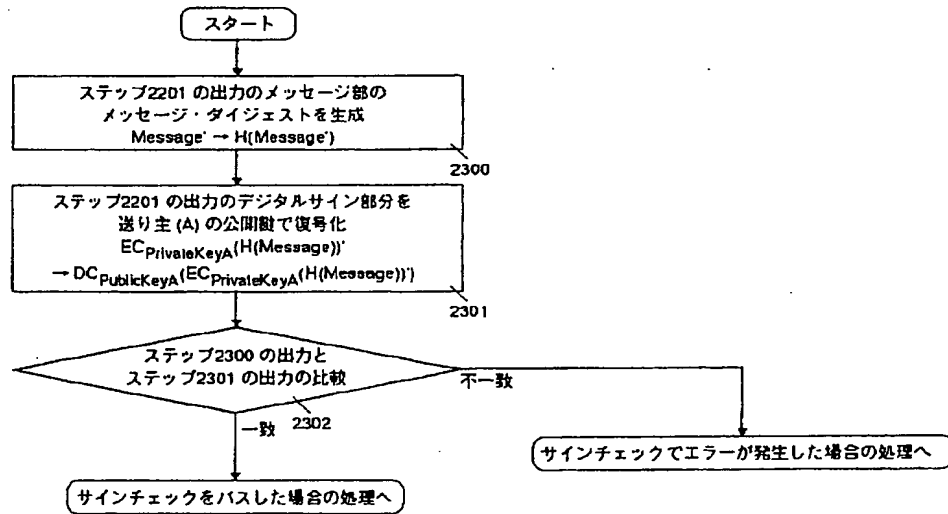 スタート
ステップ2201 の出力のメッセージ部の
メッセージ・ダイジェストを生成
Message' → H(Message')
2300
ステップ2201 の出力のデジタルサイン部分を
送り主 (A) の公開鍵で復号化
EC_PrivateKeyA(H(Message))'
→ DC_PublicKeyA(EC_PrivateKeyA(H(Message))')
2301
ステップ2300 の出力と
ステップ2301 の出力の比較
不一致
2302
一致
サインチェックでエラーが発生した場合の処理へ
サインチェックをパスした場合の処理へ